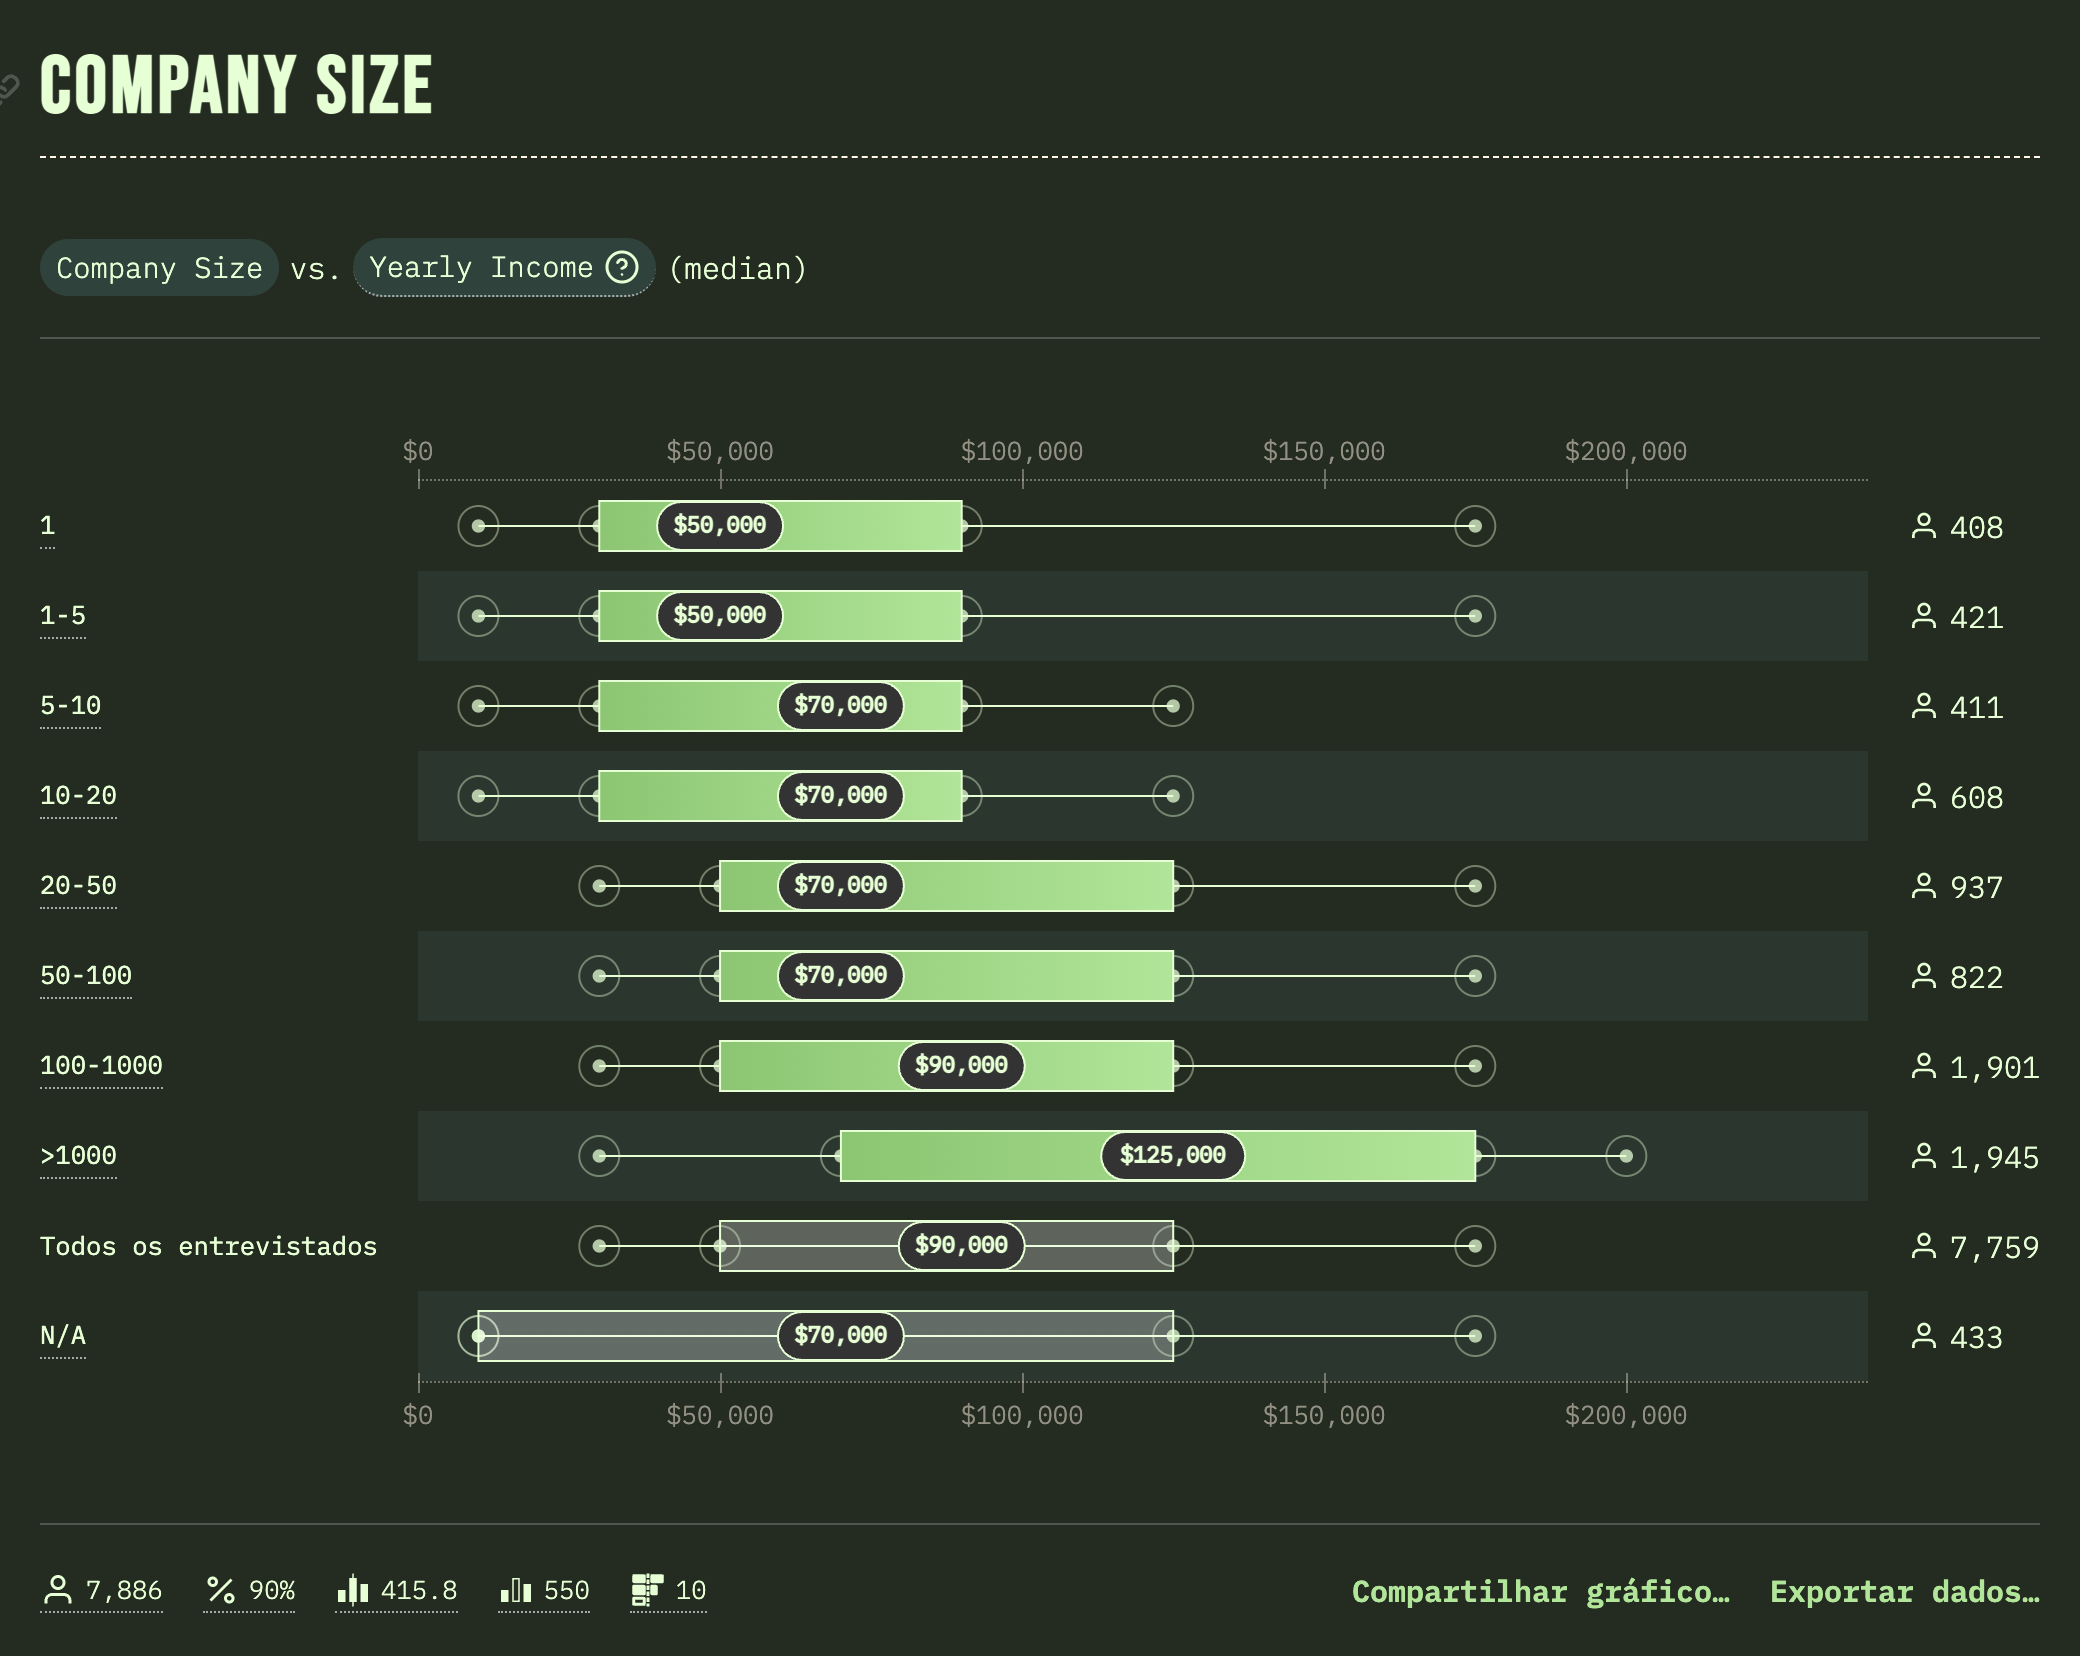 COMPANY SIZE
Company Size vs. Yearly Income (median)
$0 $50,000 $100,000 $150,000 $200,000
1 $50,000 408
1-5 $50,000 421
5-10 $70,000 411
10-20 $70,000 608
20-50 $70,000 937
50-100 $70,000 822
100-1000 $90,000 1,901
>1000 $125,000 1,945
Todos os entrevistados $90,000 7,759
N/A $70,000 433
$0 $50,000 $100,000 $150,000 $200,000
7,886 90% 415.8 550 10 Compartilhar gráfico… Exportar dados…